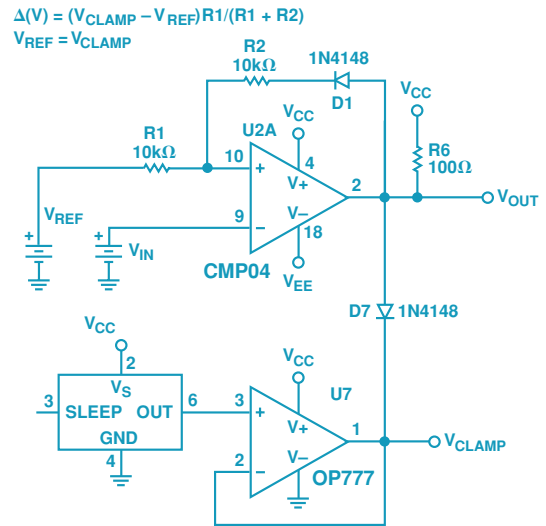 Δ(V) = (VCLAMP – VREF)R1/(R1 + R2)
VREF = VCLAMP
R2
10kΩ
1N4148
D1
VCC
R6
100Ω
VCC
U2A
R1
10kΩ
10
+
4
V+
2
VOUT
9
–
V–
18
VREF
+
+
VIN
CMP04
VEE
D7
1N4148
VCC
2
VS
3
SLEEP OUT
6
GND
4
VCC
U7
3
+
V+
1
VCLAMP
2
–
V–
OP777